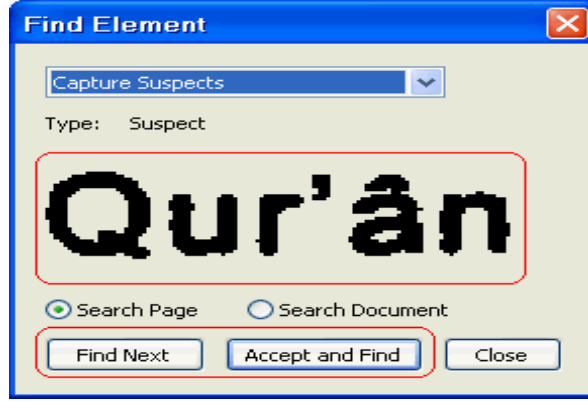 Find Element
Capture Suspects
Type: Suspect
Qur’ân
Search Page Search Document
Find Next Accept and Find Close